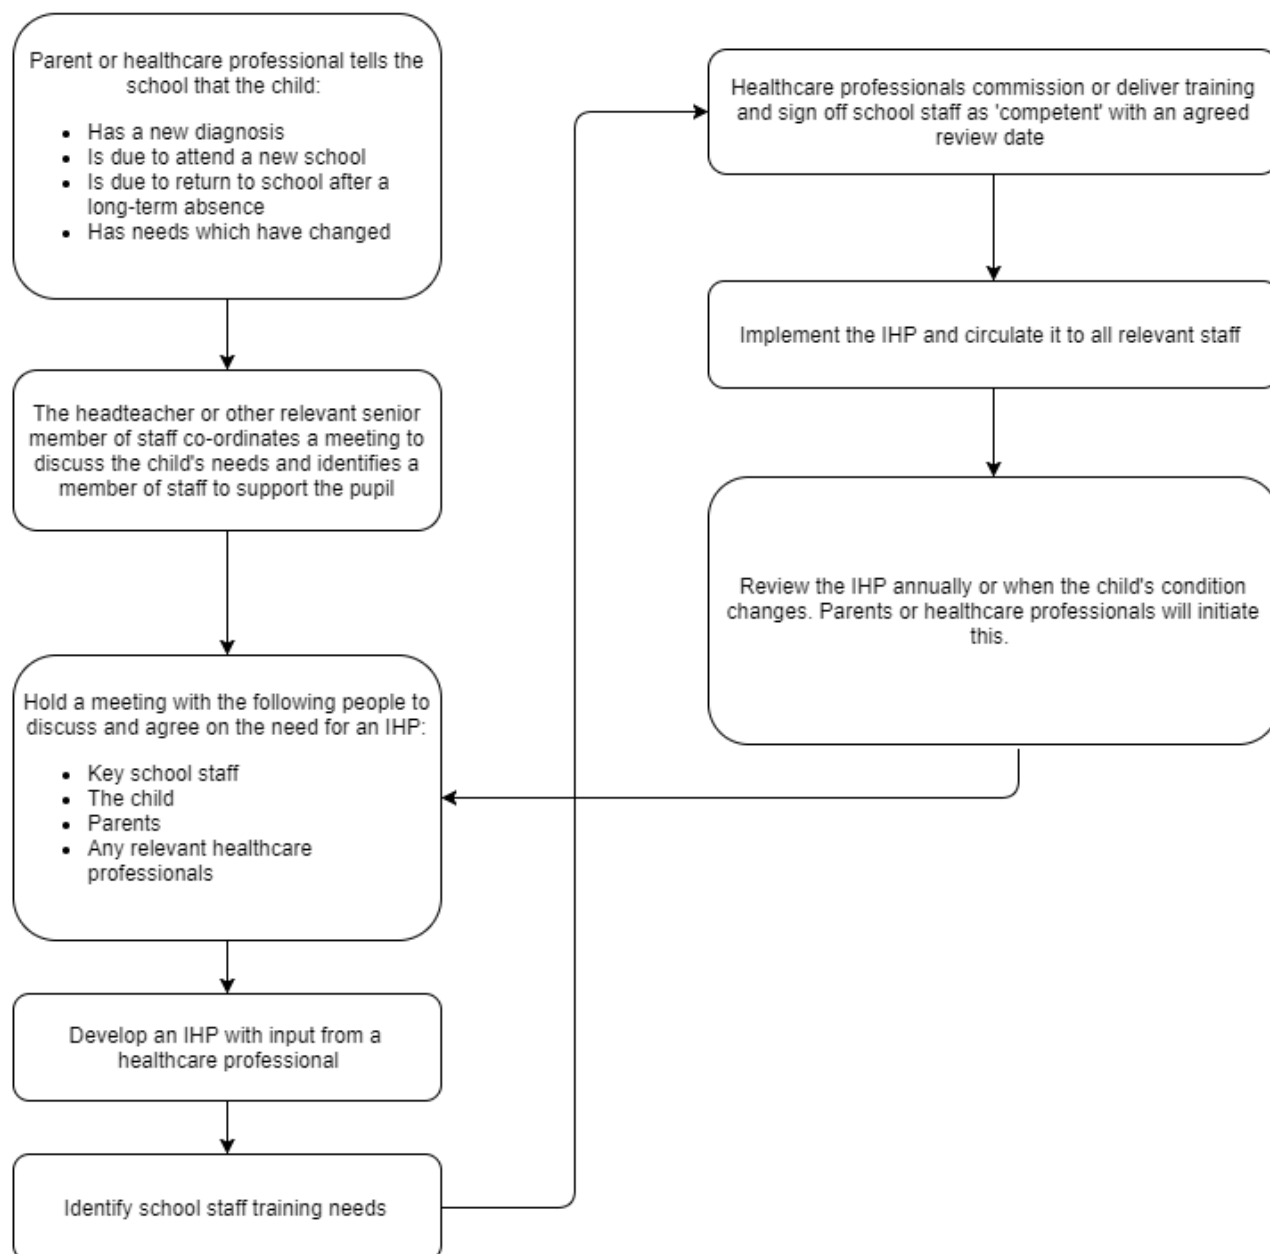 Parent or healthcare professional tells the
school that the child:
• Has a new diagnosis
• Is due to attend a new school
• Is due to return to school after a
long-term absence
• Has needs which have changed
The headteacher or other relevant senior
member of staff co-ordinates a meeting to
discuss the child's needs and identifies a
member of staff to support the pupil
Hold a meeting with the following people to
discuss and agree on the need for an IHP:
• Key school staff
• The child
• Parents
• Any relevant healthcare
professionals
Develop an IHP with input from a
healthcare professional
Identify school staff training needs
Healthcare professionals commission or deliver training
and sign off school staff as 'competent' with an agreed
review date
Implement the IHP and circulate it to all relevant staff
Review the IHP annually or when the child's condition
changes. Parents or healthcare professionals will initiate
this.